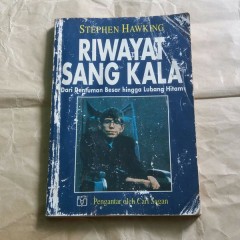 STEPHEN HAWKING
RIWAYAT
SANG KALA
Dari Dentuman Besar hingga Lubang Hitam
Pengantar oleh Carl Sagan